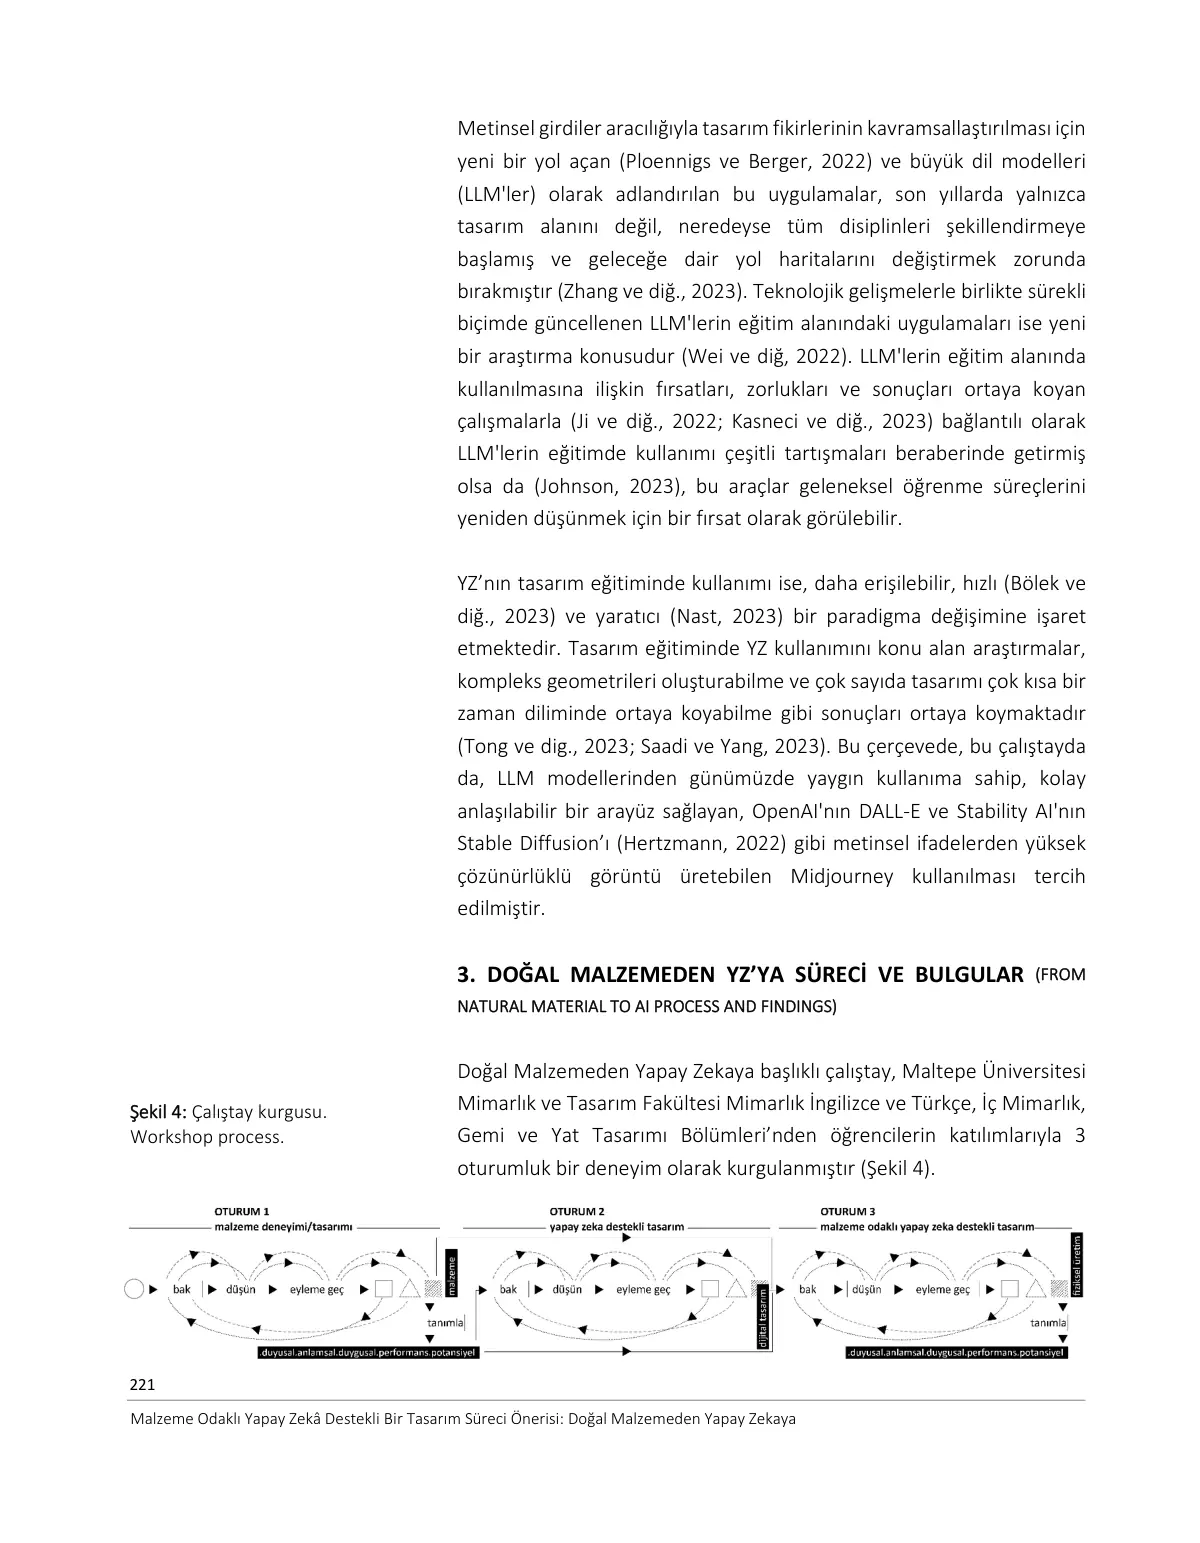 Metinsel girdiler aracılığıyla tasarım fikirlerinin kavramsallaştırılması için
yeni bir yol açan (Ploennigs ve Berger, 2022) ve büyük dil modelleri
(LLM'ler) olarak adlandırılan bu uygulamalar, son yıllarda yalnızca
tasarım alanını değil, neredeyse tüm disiplinleri şekillendirmeye
başlamış ve geleceğe dair yol haritalarını değiştirmek zorunda
bırakmıştır (Zhang ve diğ., 2023). Teknolojik gelişmelerle birlikte sürekli
biçimde güncellenen LLM'lerin eğitim alanındaki uygulamaları ise yeni
bir araştırma konusudur (Wei ve diğ, 2022). LLM'lerin eğitim alanında
kullanılmasına ilişkin fırsatları, zorlukları ve sonuçları ortaya koyan
çalışmalarla (Ji ve diğ., 2022; Kasneci ve diğ., 2023) bağlantılı olarak
LLM'lerin eğitimde kullanımı çeşitli tartışmaları beraberinde getirmiş
olsa da (Johnson, 2023), bu araçlar geleneksel öğrenme süreçlerini
yeniden düşünmek için bir fırsat olarak görülebilir.
YZ’nın tasarım eğitiminde kullanımı ise, daha erişilebilir, hızlı (Bölek ve
diğ., 2023) ve yaratıcı (Nast, 2023) bir paradigma değişimine işaret
etmektedir. Tasarım eğitiminde YZ kullanımını konu alan araştırmalar,
kompleks geometrileri oluşturabilme ve çok sayıda tasarımı çok kısa bir
zaman diliminde ortaya koyabilme gibi sonuçları ortaya koymaktadır
(Tong ve dig., 2023; Saadi ve Yang, 2023). Bu çerçevede, bu çalıştayda
da, LLM modellerinden günümüzde yaygın kullanıma sahip, kolay
anlaşılabilir bir arayüz sağlayan, OpenAI'nın DALL-E ve Stability AI'nın
Stable Diffusion’ı (Hertzmann, 2022) gibi metinsel ifadelerden yüksek
çözünürlüklü görüntü üretebilen Midjourney kullanılması tercih
edilmiştir.
3. DOĞAL MALZEMEDEN YZ’YA SÜRECİ VE BULGULAR (FROM
NATURAL MATERIAL TO AI PROCESS AND FINDINGS)
Doğal Malzemeden Yapay Zekaya başlıklı çalıştay, Maltepe Üniversitesi
Mimarlık ve Tasarım Fakültesi Mimarlık İngilizce ve Türkçe, İç Mimarlık,
Gemi ve Yat Tasarımı Bölümleri’nden öğrencilerin katılımlarıyla 3
oturumluk bir deneyim olarak kurgulanmıştır (Şekil 4).
Şekil 4: Çalıştay kurgusu.
Workshop process.
OTURUM 1
malzeme deneyimi/tasarımı
bak düşün eyleme geç
malzeme
tanımla
.duyusal.anlamsal.duygusal.performans.potansiyel
OTURUM 2
yapay zeka destekli tasarım
bak düşün eyleme geç
dijital tasarım
OTURUM 3
malzeme odaklı yapay zeka destekli tasarım
bak düşün eyleme geç
fiziksel üretim
tanımla
.duyusal.anlamsal.duygusal.performans.potansiyel
221
Malzeme Odaklı Yapay Zekâ Destekli Bir Tasarım Süreci Önerisi: Doğal Malzemeden Yapay Zekaya